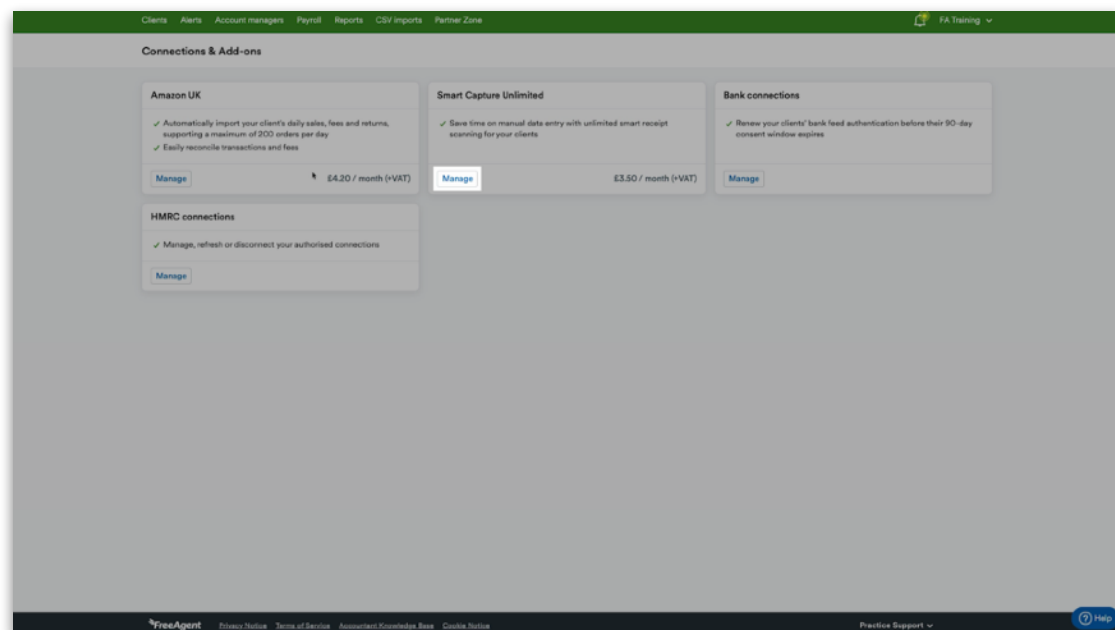 Clients Alerts Account managers Payroll Reports CSV imports Partner Zone FA Training
Connections & Add-ons
Amazon UK
Automatically import your client's daily sales, fees and returns,
supporting a maximum of 200 orders per day
Easily reconcile transactions and fees
Manage £4.20 / month (+VAT)
Smart Capture Unlimited
Save time on manual data entry with unlimited smart receipt
scanning for your clients
Manage £3.50 / month (+VAT)
Bank connections
Renew your clients' bank feed authentication before their 90-day
consent window expires
Manage
HMRC connections
Manage, refresh or disconnect your authorised connections
Manage
FreeAgent Privacy Notice Terms of Service Accountant Knowledge Base Cookie Notice Practice Support
Help